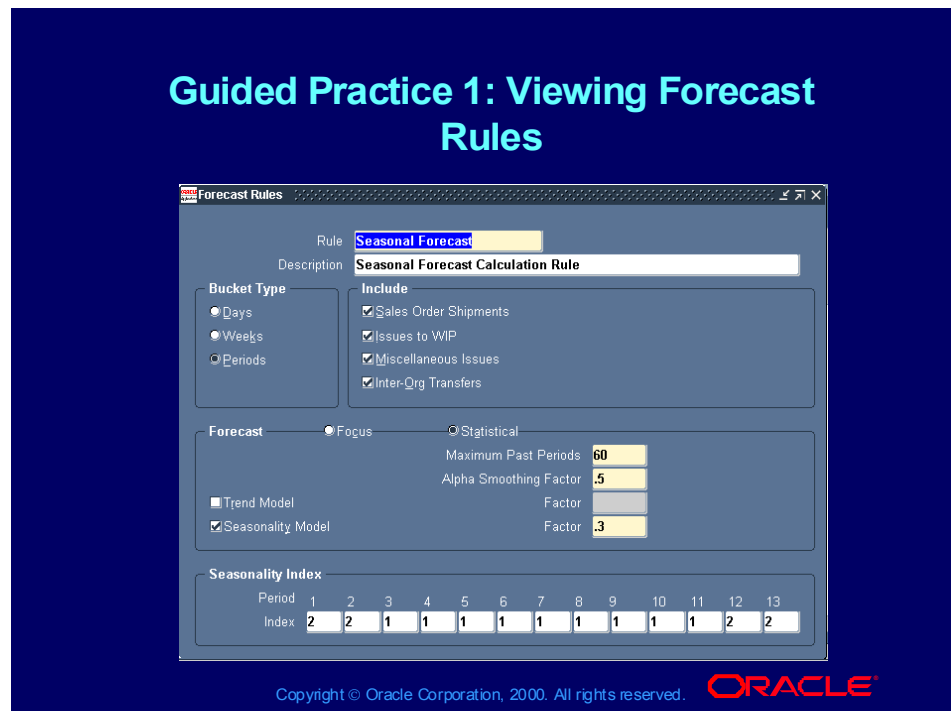 Guided Practice 1: Viewing Forecast
Rules
Forecast Rules
Rule Seasonal Forecast
Description Seasonal Forecast Calculation Rule
Bucket Type
Days
Weeks
Periods
Include
Sales Order Shipments
Issues to WIP
Miscellaneous Issues
Inter-Org Transfers
Forecast Focus Statistical
Maximum Past Periods 60
Alpha Smoothing Factor .5
Trend Model Factor
Seasonality Model Factor .3
Seasonality Index
Period 1 2 3 4 5 6 7 8 9 10 11 12 13
Index 2 2 1 1 1 1 1 1 1 1 1 2 2
Copyright © Oracle Corporation, 2000. All rights reserved. ORACLE